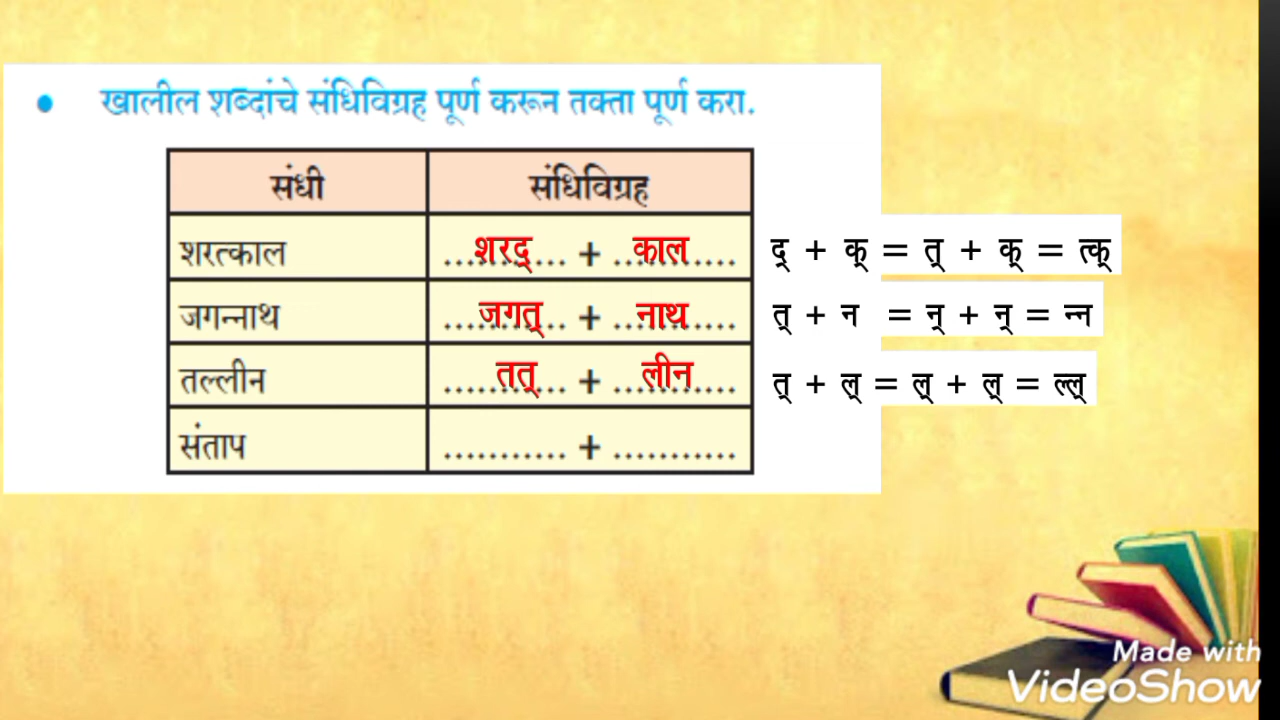 • खालील शब्दांचे संधिविग्रह पूर्ण करून तक्ता पूर्ण करा.
संधी संधिविग्रह
शरत्काल ...शरद्... + ...काल... द् + क् = त् + क् = त्क्
जगन्नाथ ...जगत्... + ...नाथ... त् + न = न् + न् = न्न
तल्लीन ...तत्... + ...लीन... त् + ल् = ल् + ल् = ल्ल्
संताप ........... + ...........
Made with
VideoShow